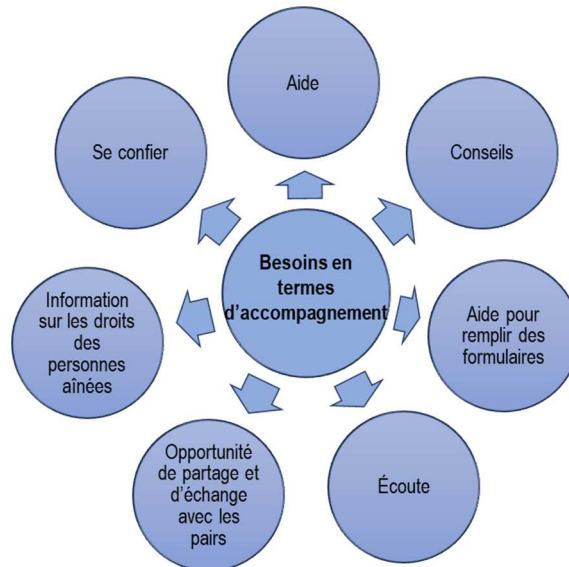 Aide
Se confier
Conseils
Besoins en
termes
d’accompagnement
Information
sur les droits
des
personnes
aînées
Aide pour
remplir des
formulaires
Opportunité
de partage et
d’échange
avec les
pairs
Écoute